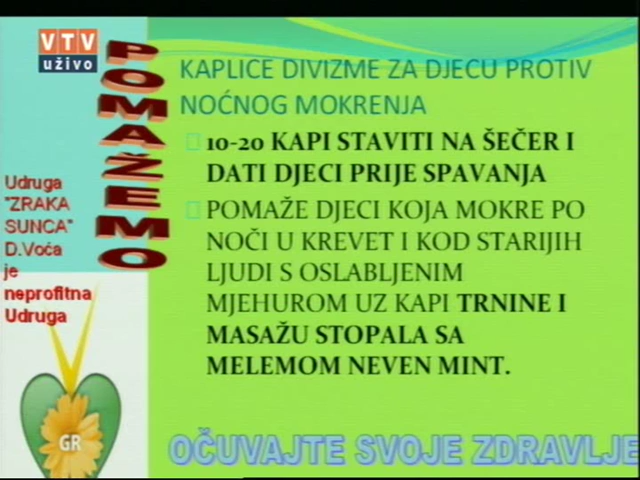 VTV
uživo
POMAŽEMO
KAPLICE DIVIZME ZA DJECU PROTIV
NOĆNOG MOKRENJA
10-20 KAPI STAVITI NA ŠEČER I
DATI DJECI PRIJE SPAVANJA
POMAŽE DJECI KOJA MOKRE PO
NOČI U KREVET I KOD STARIJIH
LJUDI S OSLABLJENIM
MJEHUROM UZ KAPI TRNINE I
MASAŽU STOPALA SA
MELEMOM NEVEN MINT.
Udruga
"ZRAKA
SUNCA"
D.Voća
je
neprofitna
Udruga
GR
OČUVAJTE SVOJE ZDRAVLJE